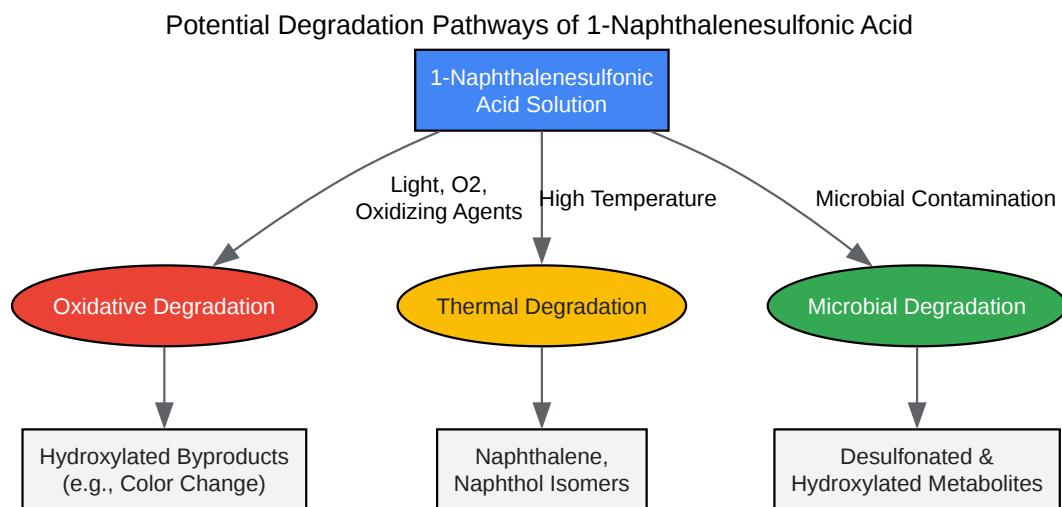 Potential Degradation Pathways of 1-Naphthalenesulfonic Acid
1-Naphthalenesulfonic
Acid Solution
Light, O2,
Oxidizing Agents
High Temperature
Microbial Contamination
Oxidative Degradation
Thermal Degradation
Microbial Degradation
Hydroxylated Byproducts
(e.g., Color Change)
Naphthalene,
Naphthol Isomers
Desulfonated &
Hydroxylated Metabolites